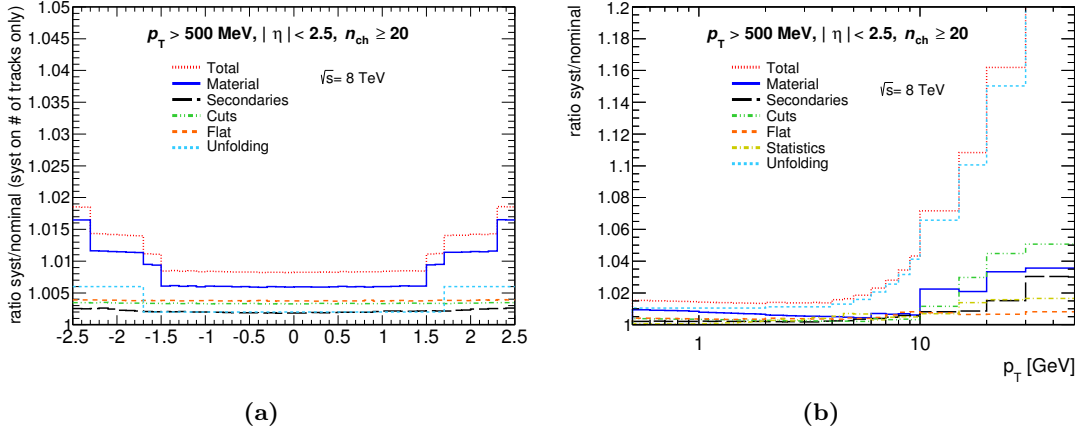 ratio syst/nominal (syst on # of tracks only)
1.05
1.045
1.04
1.035
1.03
1.025
1.02
1.015
1.01
1.005
p_T > 500 MeV, | η | < 2.5, n_ch ≥ 20
√s= 8 TeV
Total
Material
Secondaries
Cuts
Flat
Unfolding
-2.5 -2 -1.5 -1 -0.5 0 0.5 1 1.5 2 2.5
(a)
ratio syst/nominal
1.2
1.18
1.16
1.14
1.12
1.1
1.08
1.06
1.04
1.02
1
p_T > 500 MeV, | η | < 2.5, n_ch ≥ 20
√s= 8 TeV
Total
Material
Secondaries
Cuts
Flat
Statistics
Unfolding
1 10
p_T [GeV]
(b)